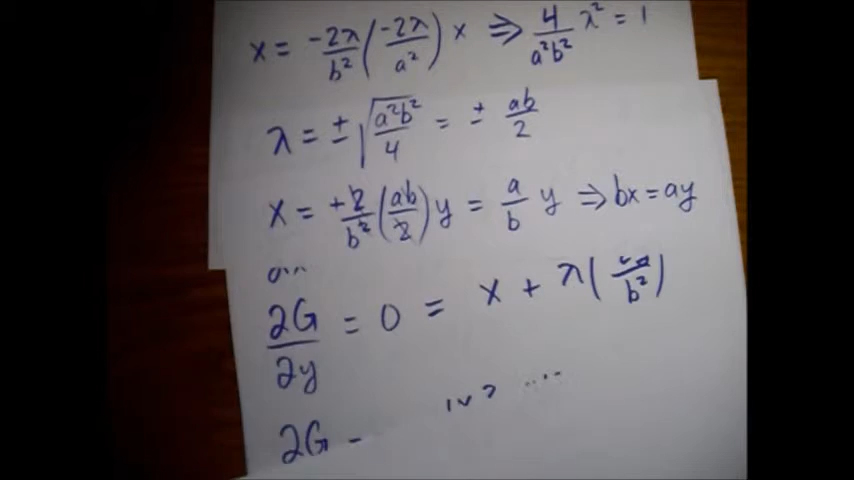 x = -2λ/b² (-2λ/a²) x ⇒ 4/a²b² λ² = 1
λ = ± √(a²b²/4) = ± ab/2
x = +2/b² (ab/2) y = a/b y ⇒ bx = ay
∂G/∂y = 0 = x + λ( /b²)
∂G -